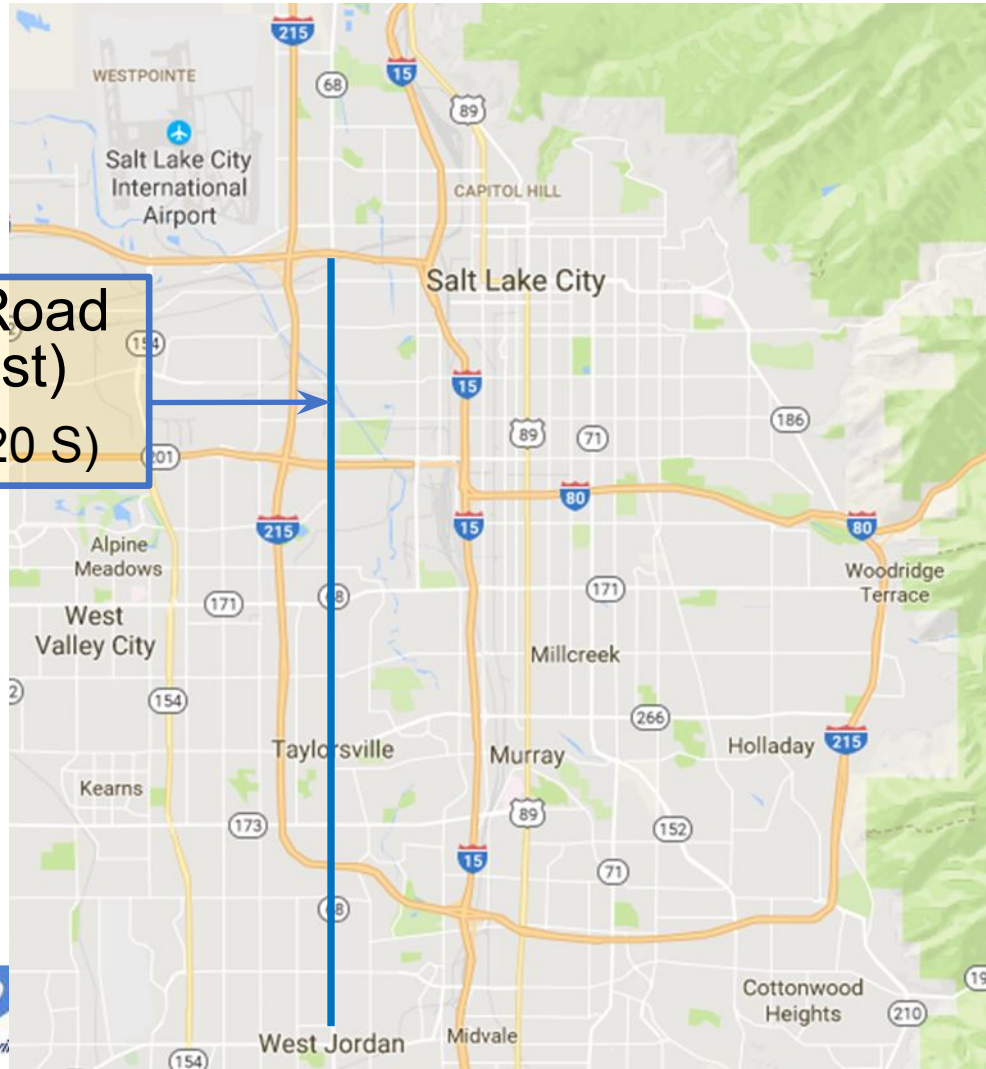 215
15
68
WESTPOINTE
89
Salt Lake City
International
Airport
CAPITOL HILL
Salt Lake City
Road
st)
20 S)
154
15
186
89
71
201
80
215
15
80
Alpine
Meadows
Woodridge
Terrace
171
68
171
West
Valley City
Millcreek
2
154
266
Taylorsville
Murray
Holladay
215
Kearns
89
173
152
15
71
68
Cottonwood
Heights
19
210
West Jordan
Midvale
154